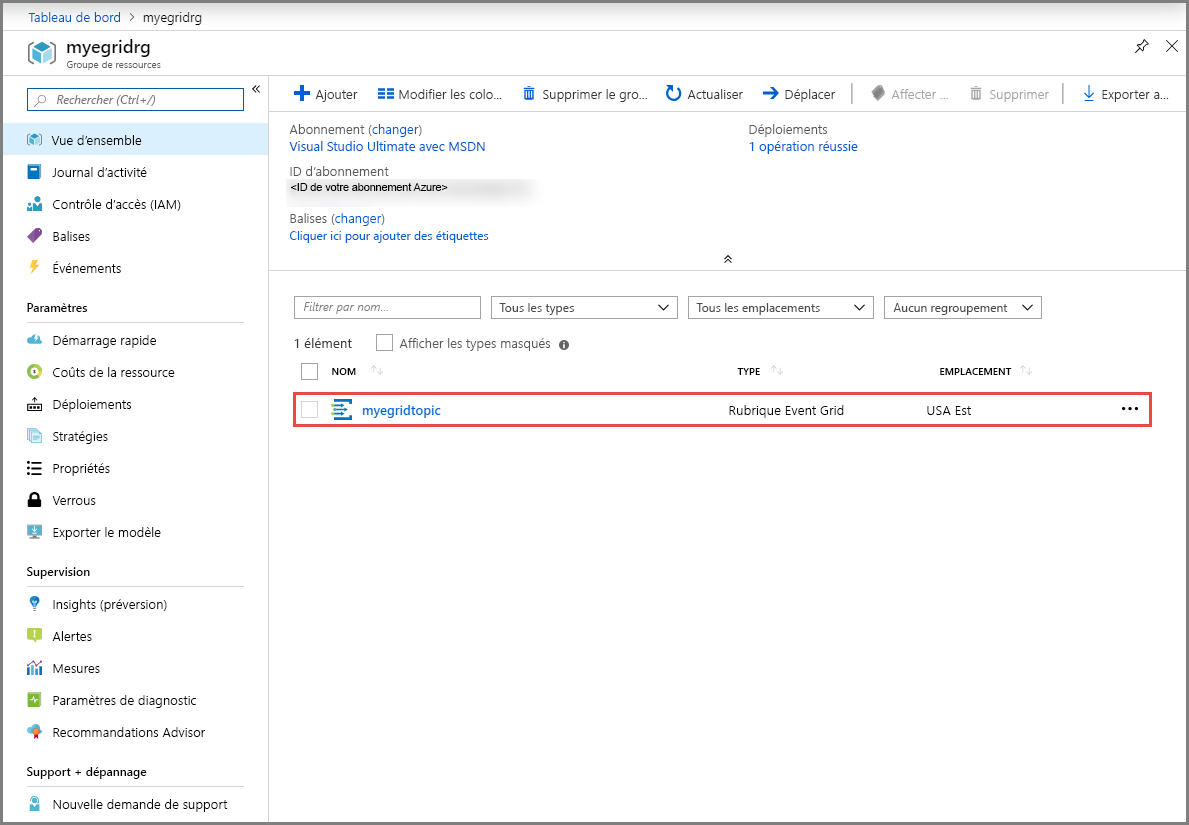 Tableau de bord > myegridrg
myegridrg
Groupe de ressources
Rechercher (Ctrl+/)
«
Vue d'ensemble
Journal d'activité
Contrôle d'accès (IAM)
Balises
Événements
Paramètres
Démarrage rapide
Coûts de la ressource
Déploiements
Stratégies
Propriétés
Verrous
Exporter le modèle
Supervision
Insights (préversion)
Alertes
Mesures
Paramètres de diagnostic
Recommandations Advisor
Support + dépannage
Nouvelle demande de support
Ajouter Modifier les colo... Supprimer le gro... Actualiser Déplacer Affecter ... Supprimer Exporter a...
Abonnement (changer)
Visual Studio Ultimate avec MSDN
ID d'abonnement
<ID de votre abonnement Azure>
Balises (changer)
Cliquer ici pour ajouter des étiquettes
Déploiements
1 opération réussie
Filtrer par nom... Tous les types Tous les emplacements Aucun regroupement
1 élément Afficher les types masqués
NOM TYPE EMPLACEMENT
myegridtopic Rubrique Event Grid USA Est